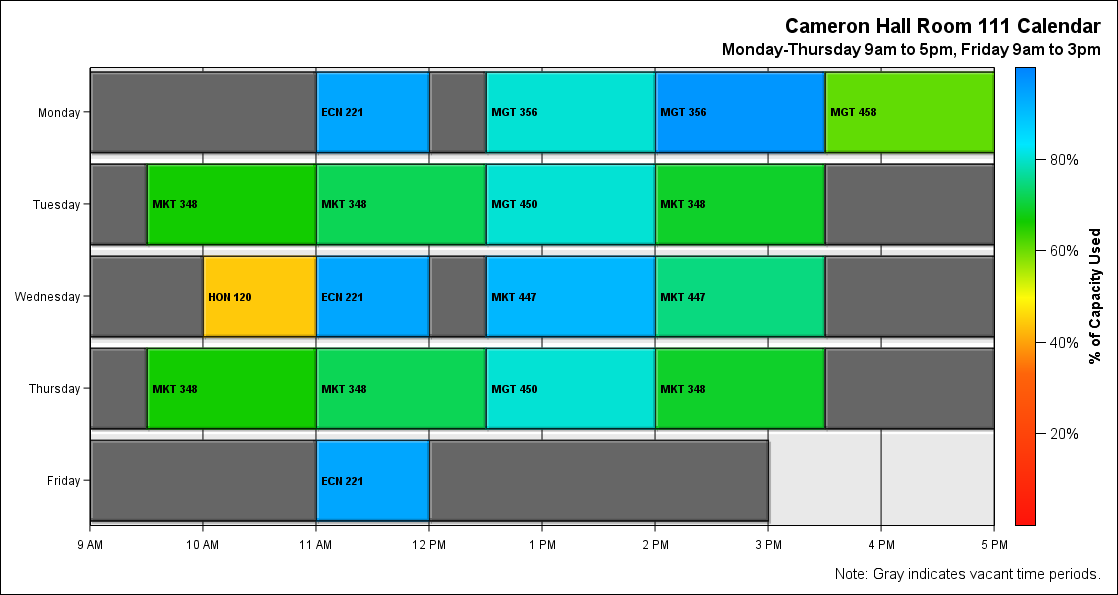 Cameron Hall Room 111 Calendar
Monday-Thursday 9am to 5pm, Friday 9am to 3pm
Monday
ECN 221
MGT 356
MGT 356
MGT 458
Tuesday
MKT 348
MKT 348
MGT 450
MKT 348
Wednesday
HON 120
ECN 221
MKT 447
MKT 447
Thursday
MKT 348
MKT 348
MGT 450
MKT 348
Friday
ECN 221
9 AM
10 AM
11 AM
12 PM
1 PM
2 PM
3 PM
4 PM
5 PM
80%
60%
40%
20%
% of Capacity Used
Note: Gray indicates vacant time periods.